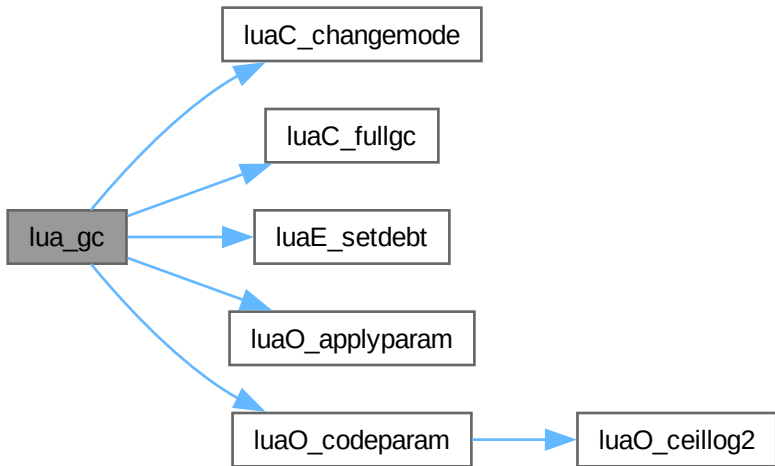 luaC_changemode
luaC_fullgc
lua_gc
luaE_setdebt
luaO_applyparam
luaO_codeparam
luaO_ceillog2